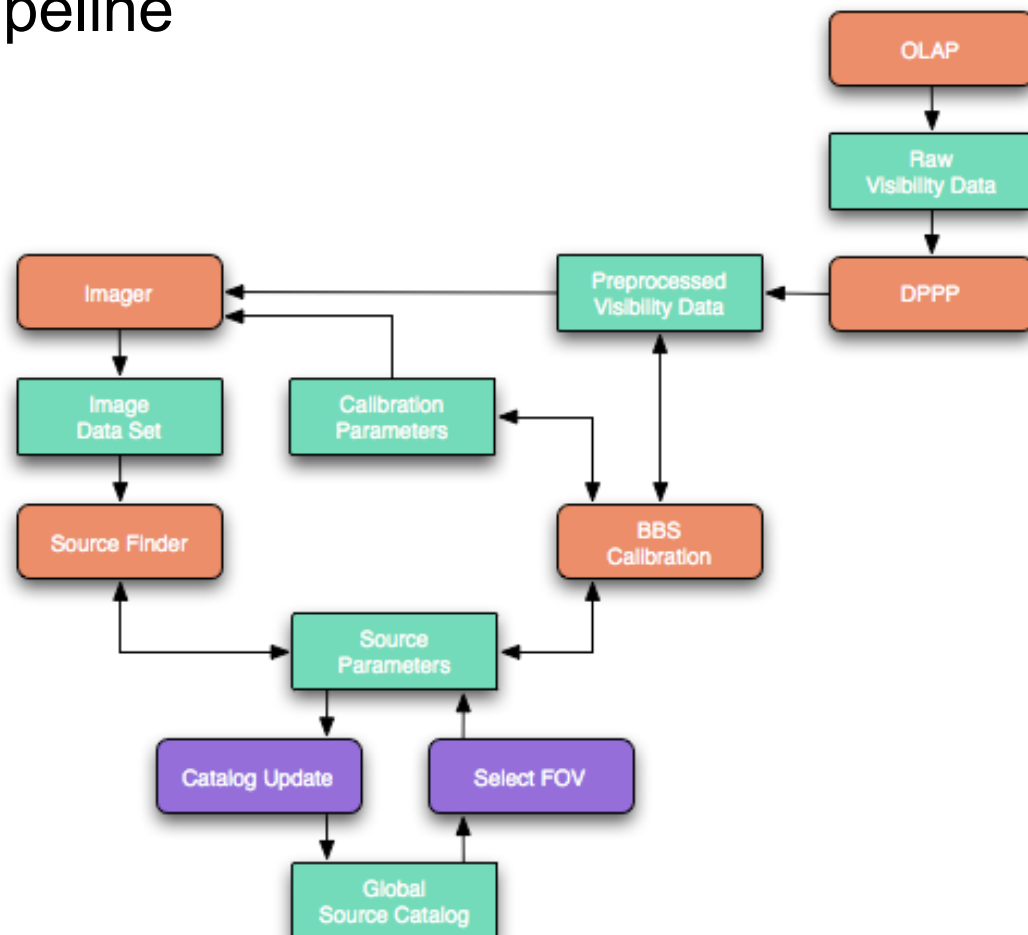 peline
OLAP
Raw
Visibility Data
Imager
Preprocessed
Visibility Data
DPPP
Image
Data Set
Calibration
Parameters
Source Finder
BBS
Calibration
Source
Parameters
Catalog Update
Select FOV
Global
Source Catalog